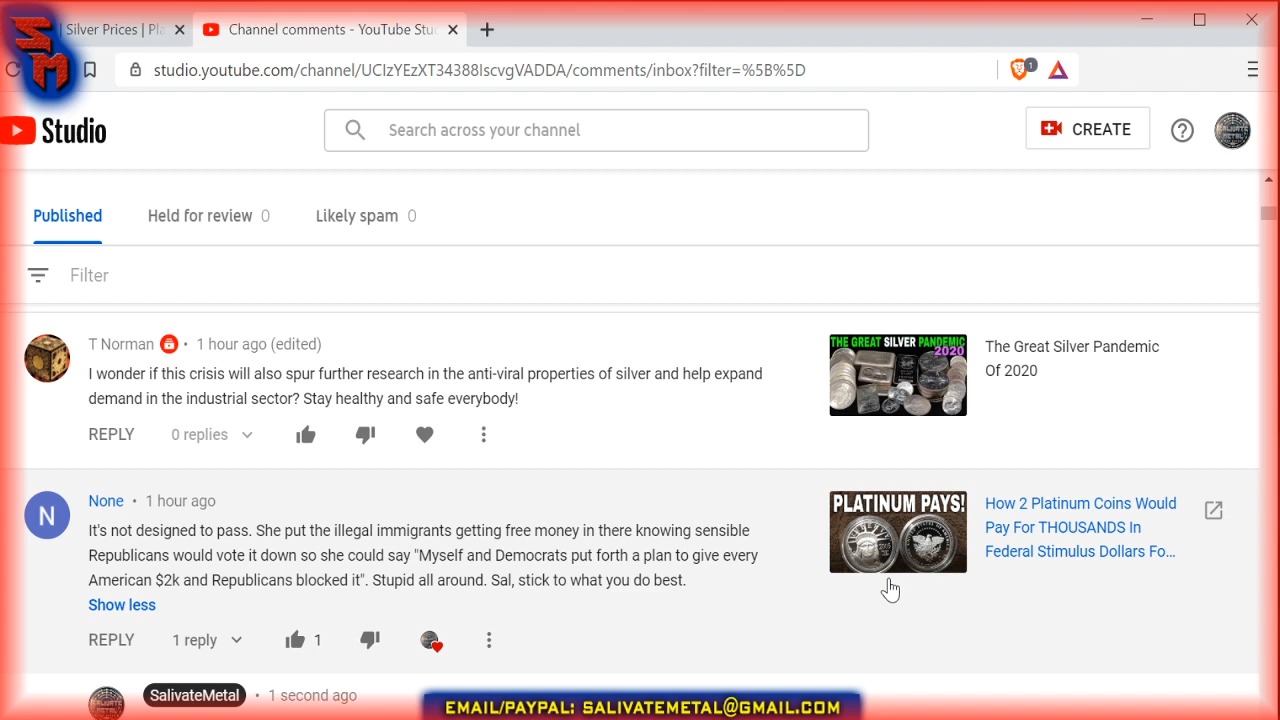 SM
Silver Prices | Pla
Channel comments - YouTube Stu
studio.youtube.com/channel/UCIzYEzXT34388IscvgVADDA/comments/inbox?filter=%5B%5D
1
Studio
Search across your channel
CREATE
Published
Held for review 0
Likely spam 0
Filter
T Norman • 1 hour ago (edited)
I wonder if this crisis will also spur further research in the anti-viral properties of silver and help expand
demand in the industrial sector? Stay healthy and safe everybody!
REPLY 0 replies
THE GREAT SILVER PANDEMIC
2020
The Great Silver Pandemic
Of 2020
N
None • 1 hour ago
It's not designed to pass. She put the illegal immigrants getting free money in there knowing sensible
Republicans would vote it down so she could say "Myself and Democrats put forth a plan to give every
American $2k and Republicans blocked it". Stupid all around. Sal, stick to what you do best.
Show less
REPLY 1 reply 1
PLATINUM PAYS!
How 2 Platinum Coins Would
Pay For THOUSANDS In
Federal Stimulus Dollars Fo...
SalivateMetal • 1 second ago
EMAIL/PAYPAL: SALIVATEMETAL@GMAIL.COM